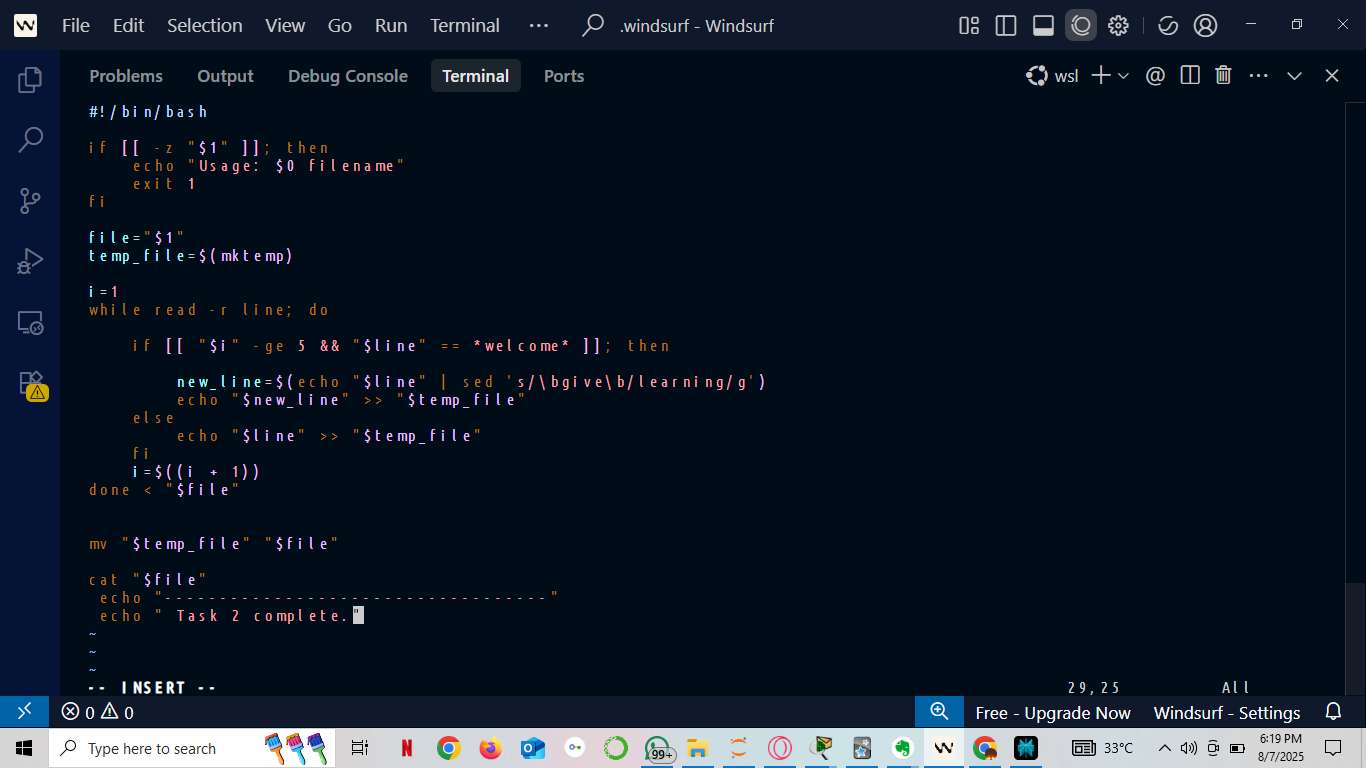 File Edit Selection View Go Run Terminal ··· .windsurf - Windsurf
Problems Output Debug Console Terminal Ports wsl
#!/bin/bash
if [[ -z "$1" ]]; then
    echo "Usage: $0 filename"
    exit 1
fi
file="$1"
temp_file=$(mktemp)
i=1
while read -r line; do
    if [[ "$i" -ge 5 && "$line" == *welcome* ]]; then
        new_line=$(echo "$line" | sed 's/\bgive\b/learning/g')
        echo "$new_line" >> "$temp_file"
    else
        echo "$line" >> "$temp_file"
    fi
    i=$((i + 1))
done < "$file"
mv "$temp_file" "$file"
cat "$file"
 echo "-----------------------------------"
 echo " Task 2 complete."
~
~
~
-- INSERT -- 29,25 All
0 0 Free - Upgrade Now Windsurf - Settings
Type here to search 99+ 33°C 6:19 PM
8/7/2025